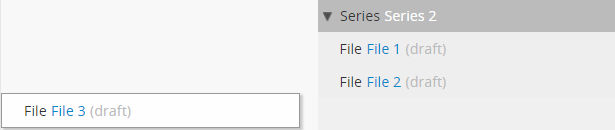 Series Series 2
File File 1 (draft)
File File 2 (draft)
File File 3 (draft)